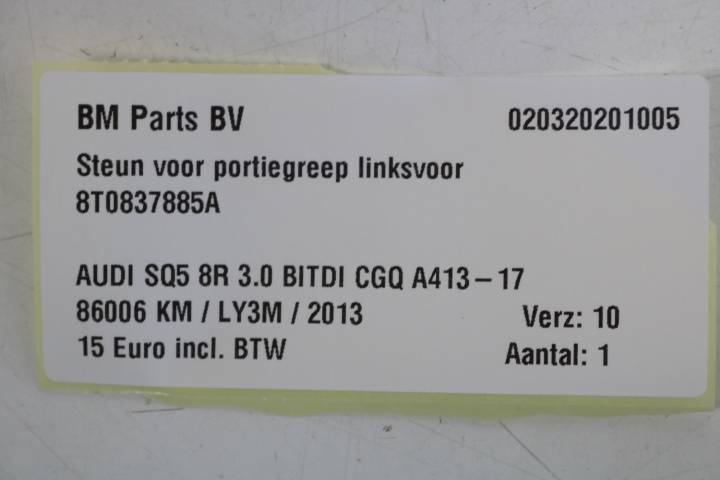 BM Parts BV 020320201005
Steun voor portiegreep linksvoor
8T0837885A
AUDI SQ5 8R 3.0 BITDI CGQ A413-17
86006 KM / LY3M / 2013 Verz: 10
15 Euro incl. BTW Aantal: 1